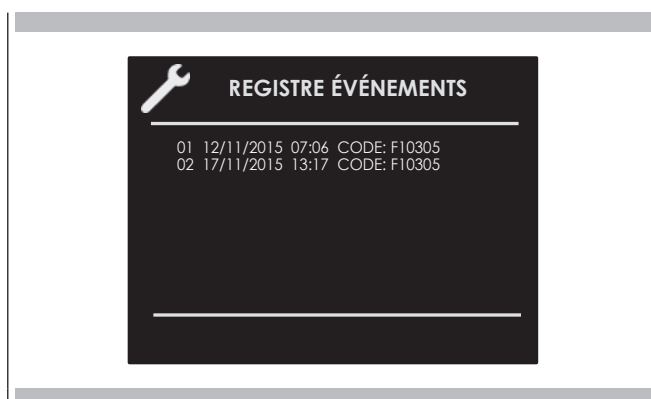 REGISTRE ÉVÉNEMENTS
01 12/11/2015 07:06 CODE: F10305
02 17/11/2015 13:17 CODE: F10305